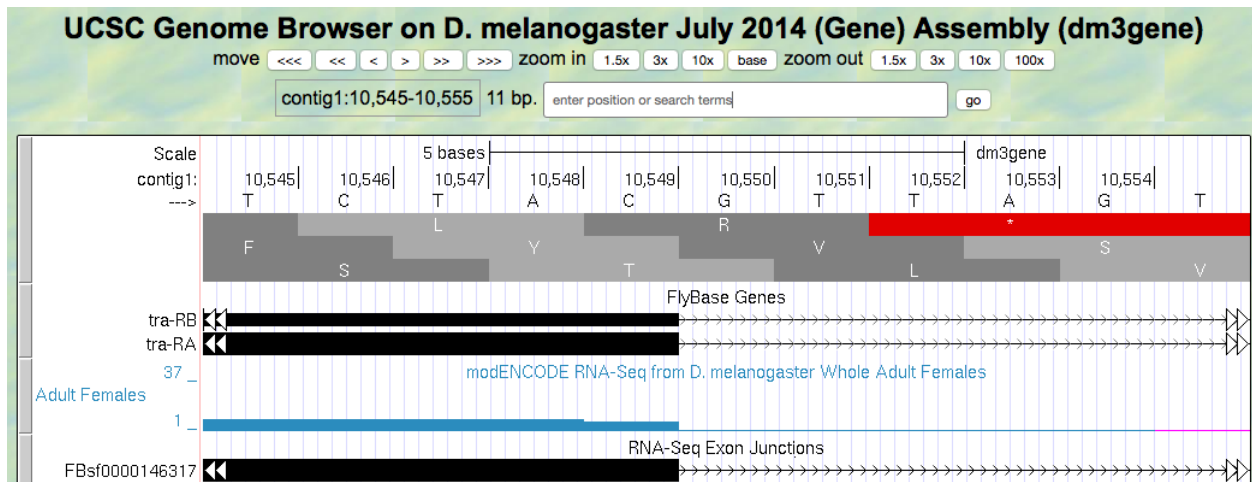 UCSC Genome Browser on D. melanogaster July 2014 (Gene) Assembly (dm3gene)
move <<< << < > >> >>> zoom in 1.5x 3x 10x base zoom out 1.5x 3x 10x 100x
contig1:10,545-10,555 11 bp. enter position or search terms go
Scale 5 bases dm3gene
contig1: 10,545 10,546 10,547 10,548 10,549 10,550 10,551 10,552 10,553 10,554
---> T C T A C G T T A G T
L R *
F Y V S
S T L V
FlyBase Genes
tra-RB
tra-RA
37 _ modENCODE RNA-Seq from D. melanogaster Whole Adult Females
Adult Females
1 _
RNA-Seq Exon Junctions
FBsf0000146317